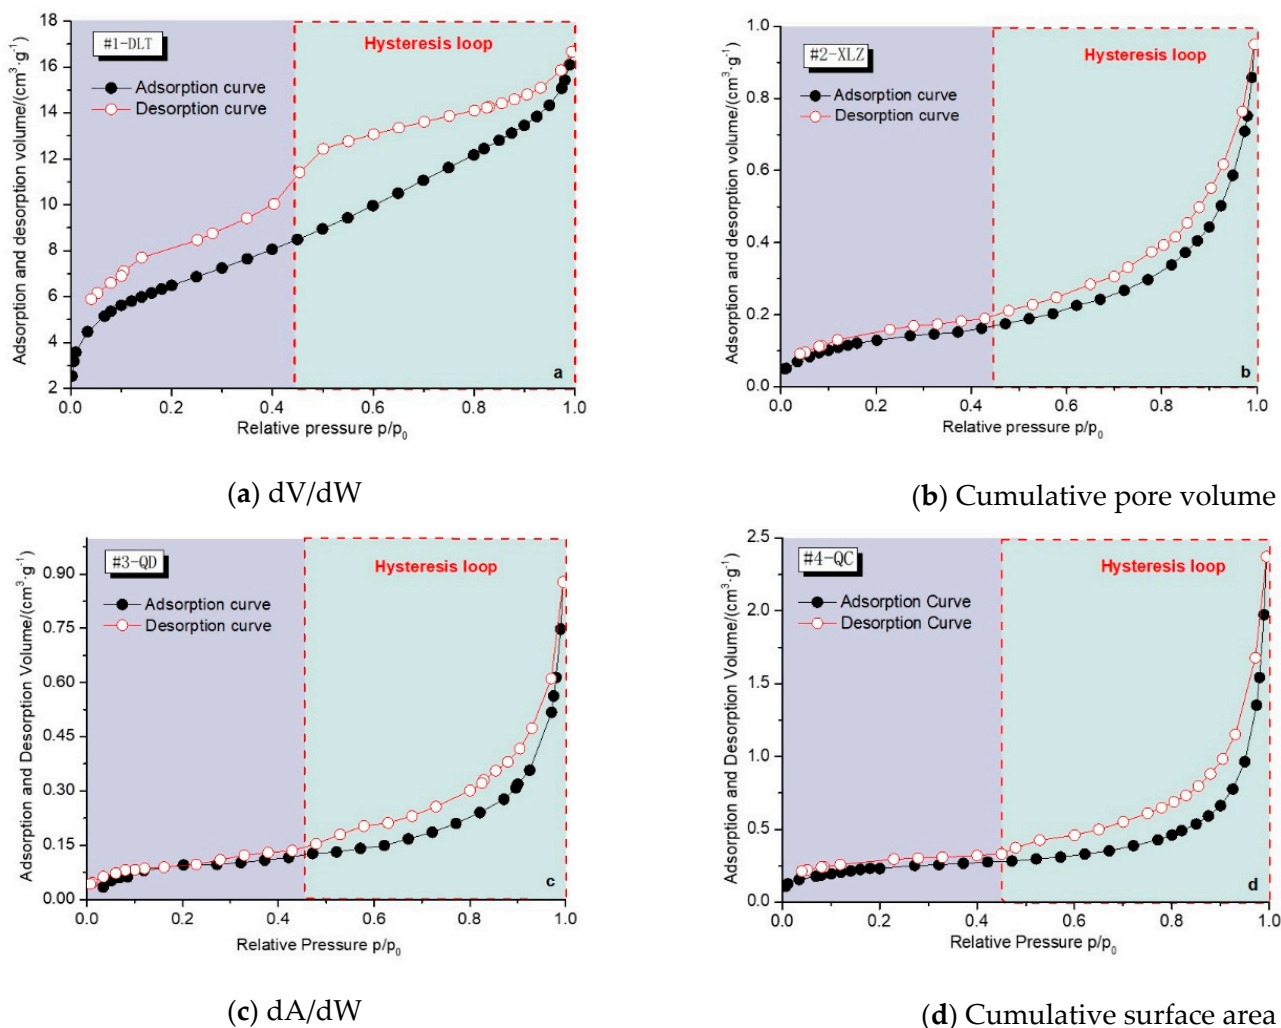 #1-DLT
Hysteresis loop
Adsorption curve
Desorption curve
Adsorption and desorption volume/(cm³·g⁻¹)
18
16
14
12
10
8
6
4
2
a
0.0 0.2 0.4 0.6 0.8 1.0
Relative pressure p/p₀
(a) dV/dW
#2-XLZ
Hysteresis loop
Adsorption curve
Desorption curve
Adsorption and desorption volume/(cm³·g⁻¹)
1.0
0.8
0.6
0.4
0.2
0.0
b
0.0 0.2 0.4 0.6 0.8 1.0
Relative pressure p/p₀
(b) Cumulative pore volume
#3-QD
Hysteresis loop
Adsorption curve
Desorption curve
Adsorption and Desorption Volume/(cm³·g⁻¹)
0.90
0.75
0.60
0.45
0.30
0.15
0.00
c
0.0 0.2 0.4 0.6 0.8 1.0
Relative Pressure p/p₀
(c) dA/dW
#4-QC
Hysteresis loop
Adsorption Curve
Desorption Curve
Adsorption and Desorption Volume/(cm³·g⁻¹)
2.5
2.0
1.5
1.0
0.5
0.0
d
0.0 0.2 0.4 0.6 0.8 1.0
Relative Pressure p/p₀
(d) Cumulative surface area